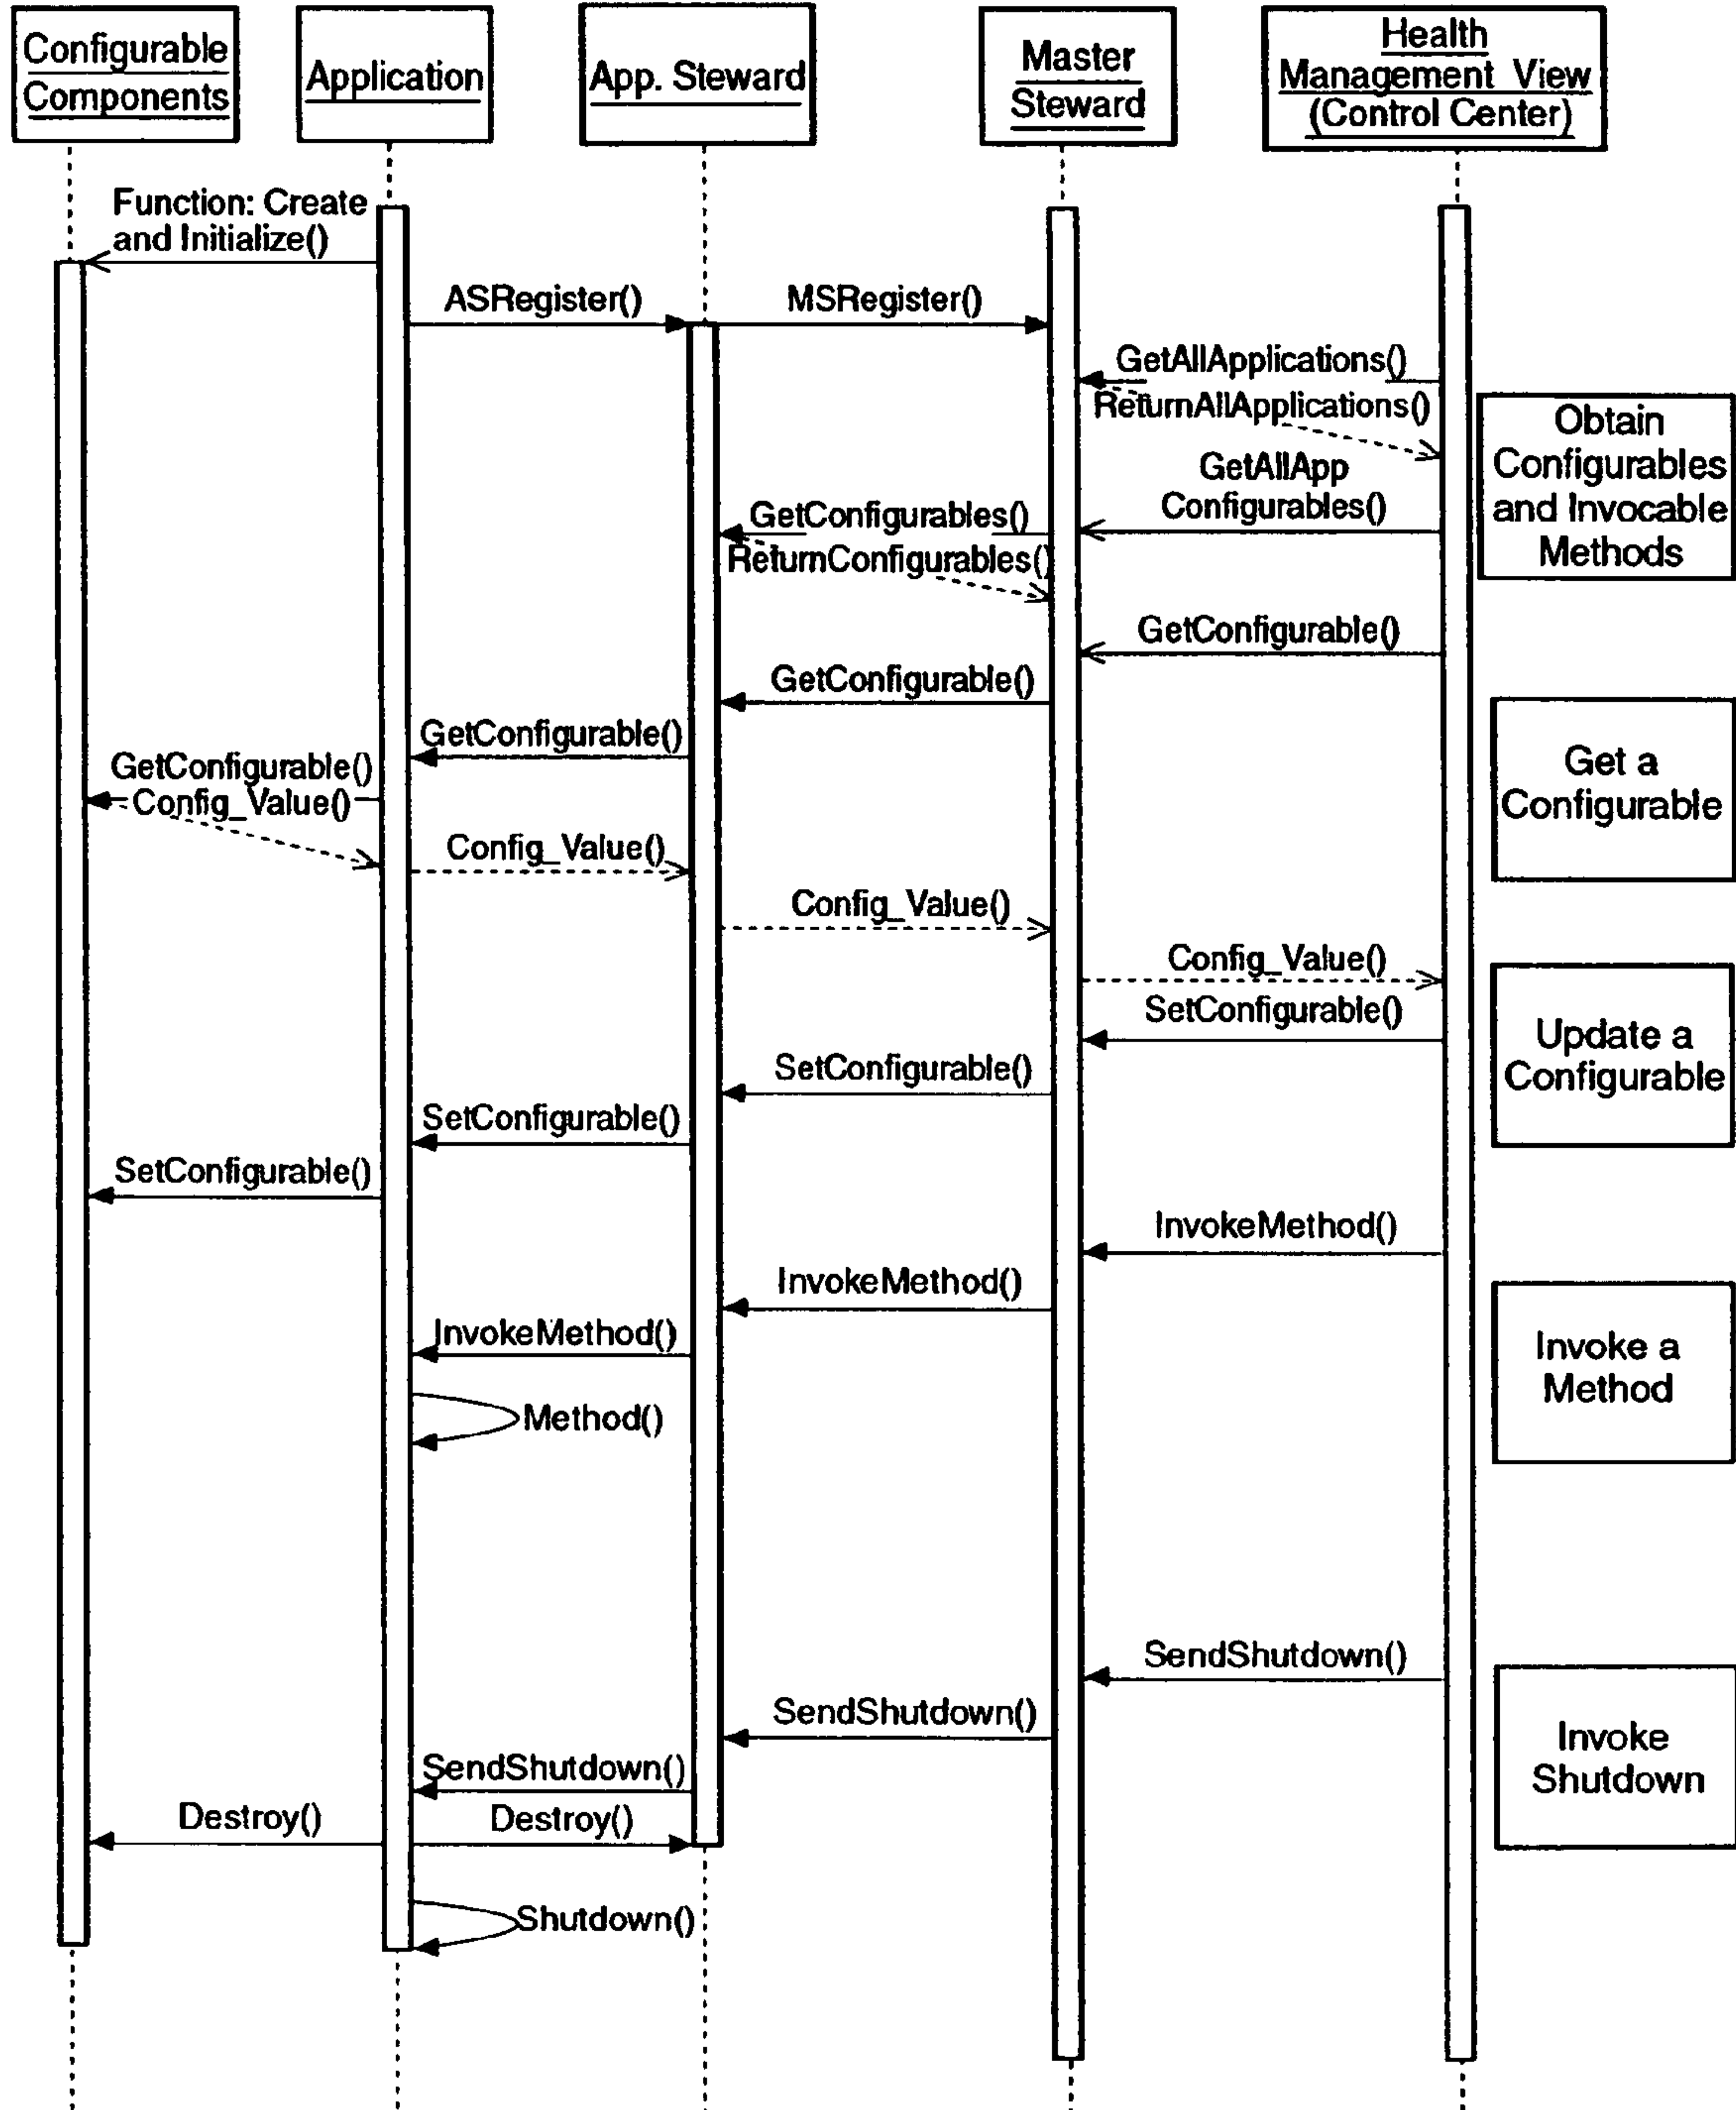 Configurable
Components
Application
App. Steward
Master
Steward
Health
Management View
(Control Center)
Function: Create
and Initialize()
ASRegister()
MSRegister()
GetAllApplications()
ReturnAllApplications()
Obtain
Configurables
and Invocable
Methods
GetAllApp
Configurables()
GetConfigurables()
ReturnConfigurables()
GetConfigurable()
GetConfigurable()
GetConfigurable()
GetConfigurable()
Config_Value()
Get a
Configurable
Config_Value()
Config_Value()
Config_Value()
SetConfigurable()
Update a
Configurable
SetConfigurable()
SetConfigurable()
SetConfigurable()
InvokeMethod()
InvokeMethod()
InvokeMethod()
Invoke a
Method
Method()
SendShutdown()
SendShutdown()
SendShutdown()
Invoke
Shutdown
Destroy()
Destroy()
Shutdown()